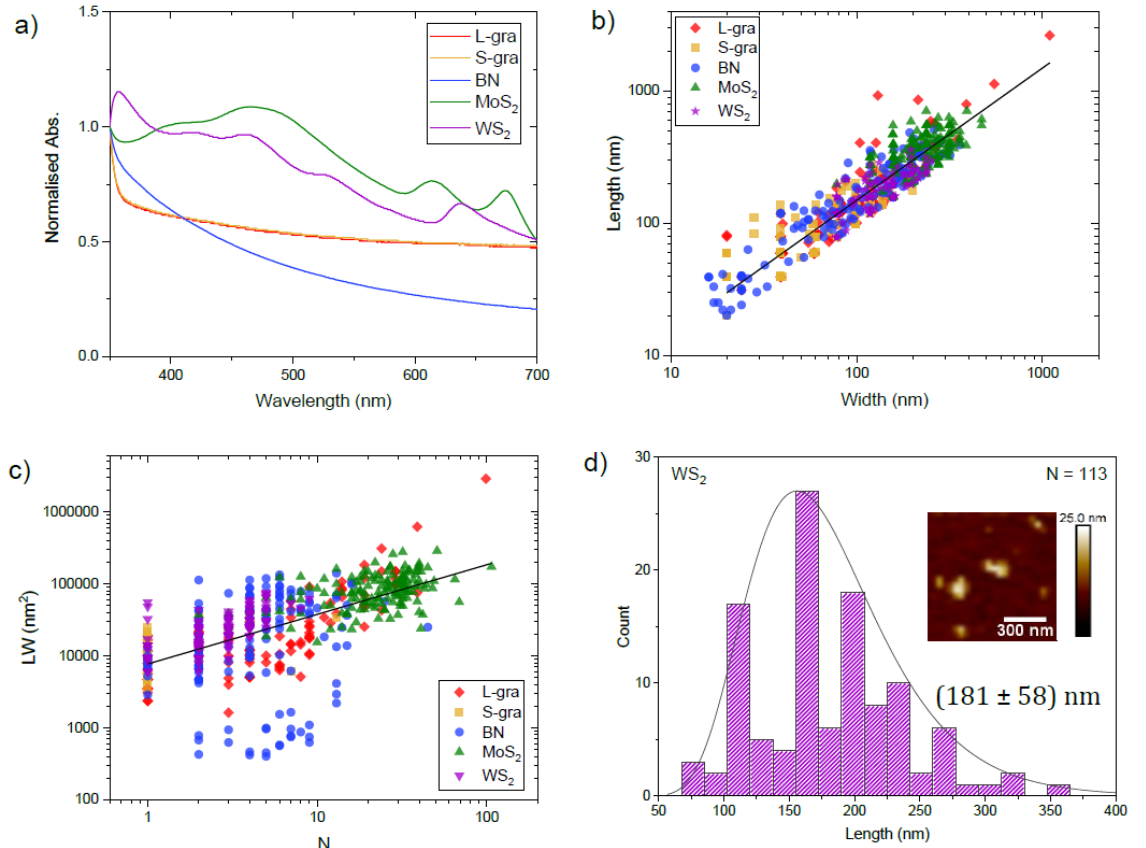 a)
1.5
1.0
0.5
0.0
Normalised Abs.
400
500
600
700
Wavelength (nm)
L-gra
S-gra
BN
MoS₂
WS₂
b)
1000
100
10
Length (nm)
10
100
1000
Width (nm)
L-gra
S-gra
BN
MoS₂
WS₂
c)
1000000
100000
10000
1000
100
LW (nm²)
1
10
100
N
L-gra
S-gra
BN
MoS₂
WS₂
d)
30
20
10
0
Count
WS₂
N = 113
25.0 nm
300 nm
(181 ± 58) nm
50
100
150
200
250
300
350
400
Length (nm)